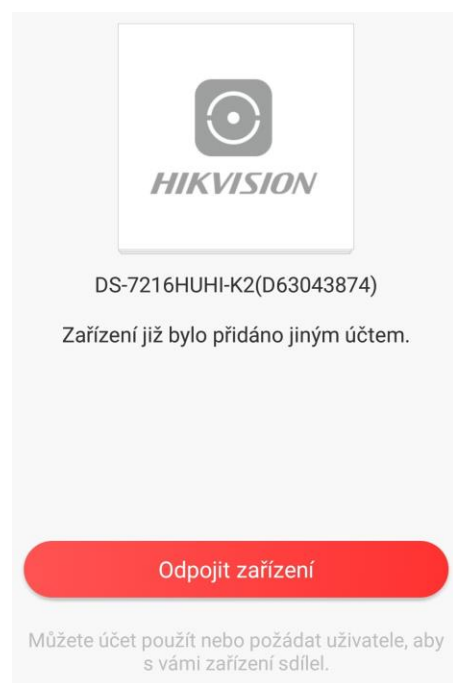 HIKVISION
DS-7216HUHI-K2(D63043874)
Zařízení již bylo přidáno jiným účtem.
Odpojit zařízení
Můžete účet použít nebo požádat uživatele, aby
s vámi zařízení sdílel.